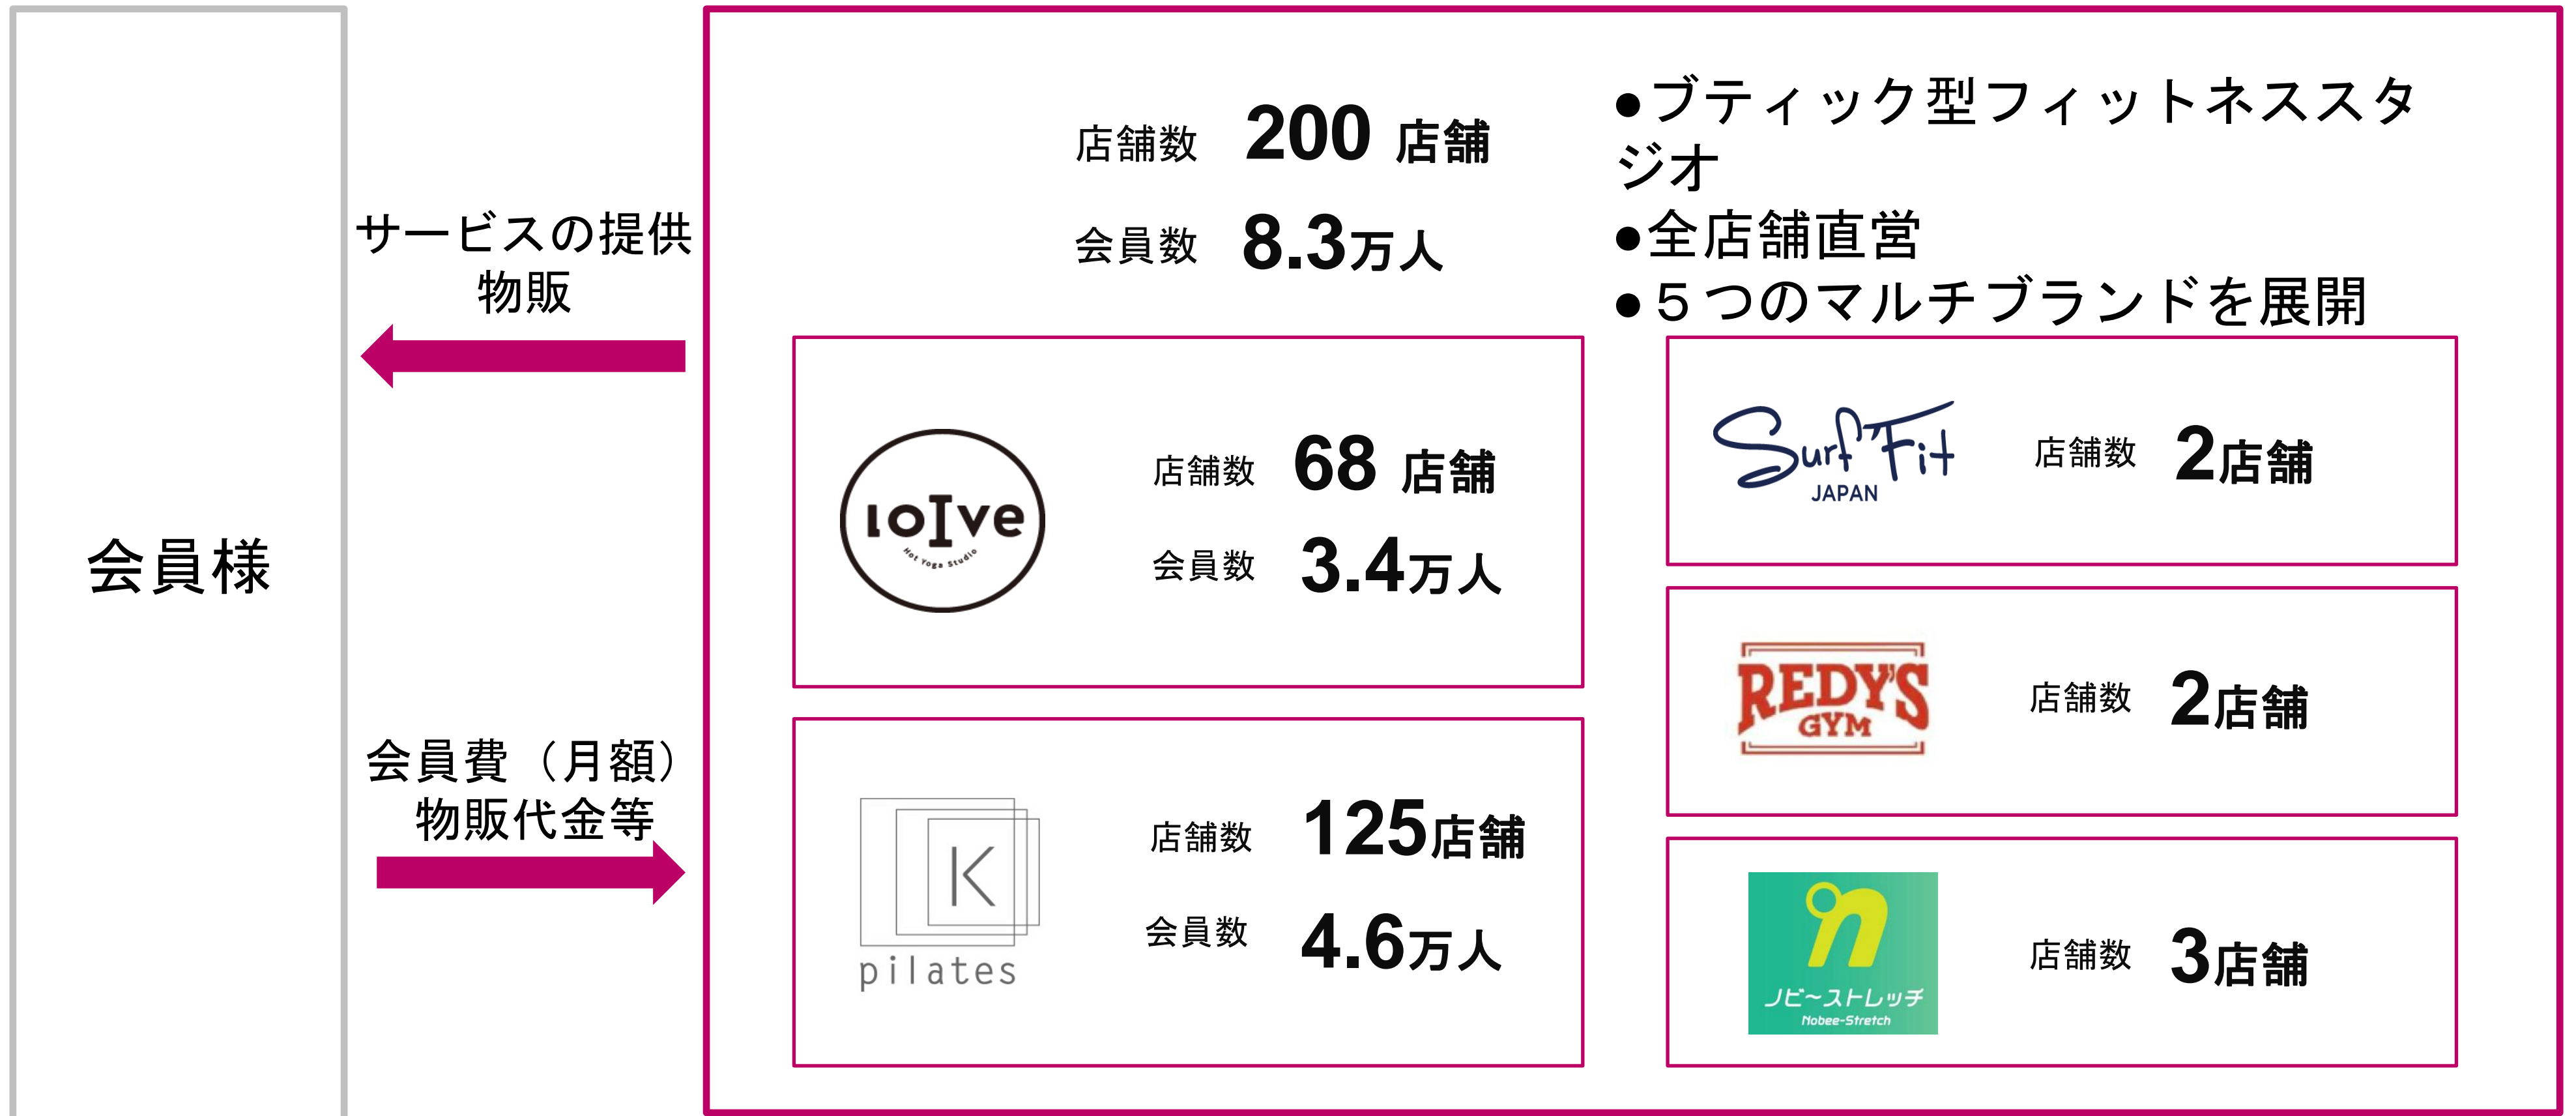 会員様
サービスの提供
物販
会員費（月額）
物販代金等
店舗数 200 店舗
会員数 8.3万人
●ブティック型フィットネススタ
ジオ
●全店舗直営
●５つのマルチブランドを展開
loIve
Hot Yoga Studio
店舗数 68 店舗
会員数 3.4万人
K
pilates
店舗数 125店舗
会員数 4.6万人
Surf Fit
JAPAN
店舗数 2店舗
REDY'S
GYM
店舗数 2店舗
n
ノビ〜ストレッチ
Nobee-Stretch
店舗数 3店舗